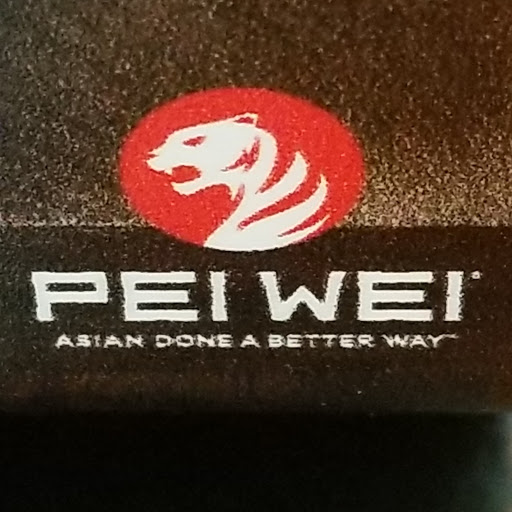 PEI WEI
ASIAN DONE A BETTER WAY